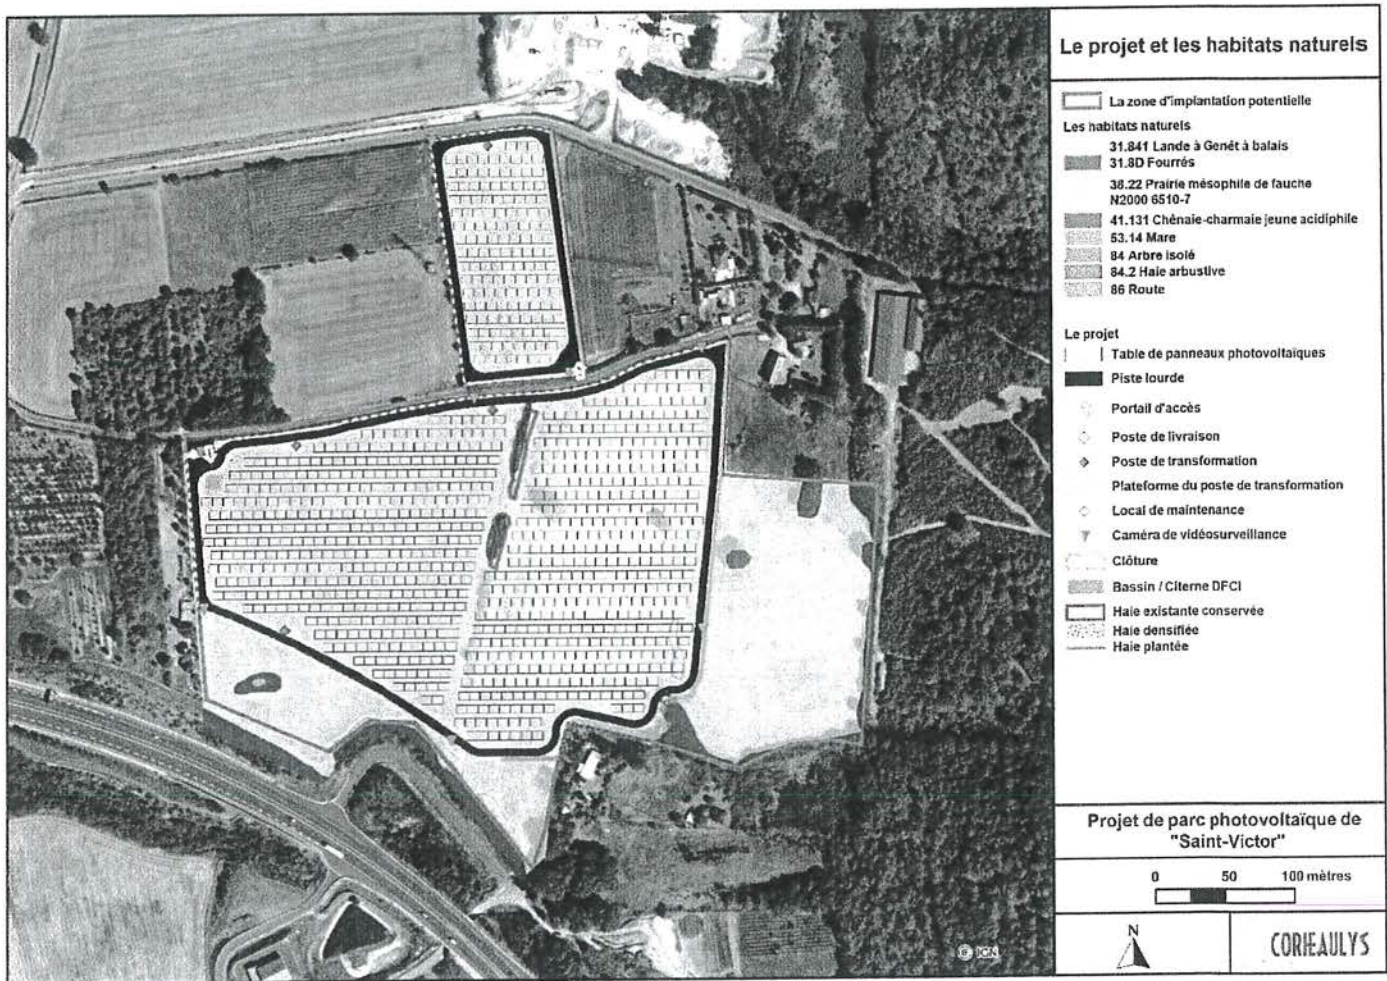 Le projet et les habitats naturels
La zone d'implantation potentielle
Les habitats naturels
31.841 Lande à Genêt à balais
31.8D Fourrés
38.22 Prairie mésophile de fauche
N2000 6510-7
41.131 Chênaie-charmaie jeune acidiphile
53.14 Mare
84 Arbre isolé
84.2 Haie arbustive
86 Route
Le projet
Table de panneaux photovoltaïques
Piste lourde
Portail d'accès
Poste de livraison
Poste de transformation
Plateforme du poste de transformation
Local de maintenance
Caméra de vidéosurveillance
Clôture
Bassin / Citerne DFCI
Haie existante conservée
Haie densifiée
Haie plantée
Projet de parc photovoltaïque de
"Saint-Victor"
0 50 100 mètres
N
CORIEAULYS
© IGN